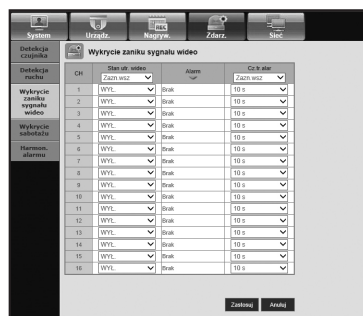 System Urządz. Nagryw. Zdarz. Sieć
REC
Detekcja czujnika
Detekcja ruchu
Wykrycie zaniku sygnału wideo
Wykrycie sabotażu
Harmon. alarmu
Wykrycie zaniku sygnału wideo
CH Stan utr. wideo Alarm Cz.tr.alar
Zazn.wsz Zazn.wsz
1 WYŁ. Brak 10 s
2 WYŁ. Brak 10 s
3 WYŁ. Brak 10 s
4 WYŁ. Brak 10 s
5 WYŁ. Brak 10 s
6 WYŁ. Brak 10 s
7 WYŁ. Brak 10 s
8 WYŁ. Brak 10 s
9 WYŁ. Brak 10 s
10 WYŁ. Brak 10 s
11 WYŁ. Brak 10 s
12 WYŁ. Brak 10 s
13 WYŁ. Brak 10 s
14 WYŁ. Brak 10 s
15 WYŁ. Brak 10 s
16 WYŁ. Brak 10 s
Zastosuj Anuluj